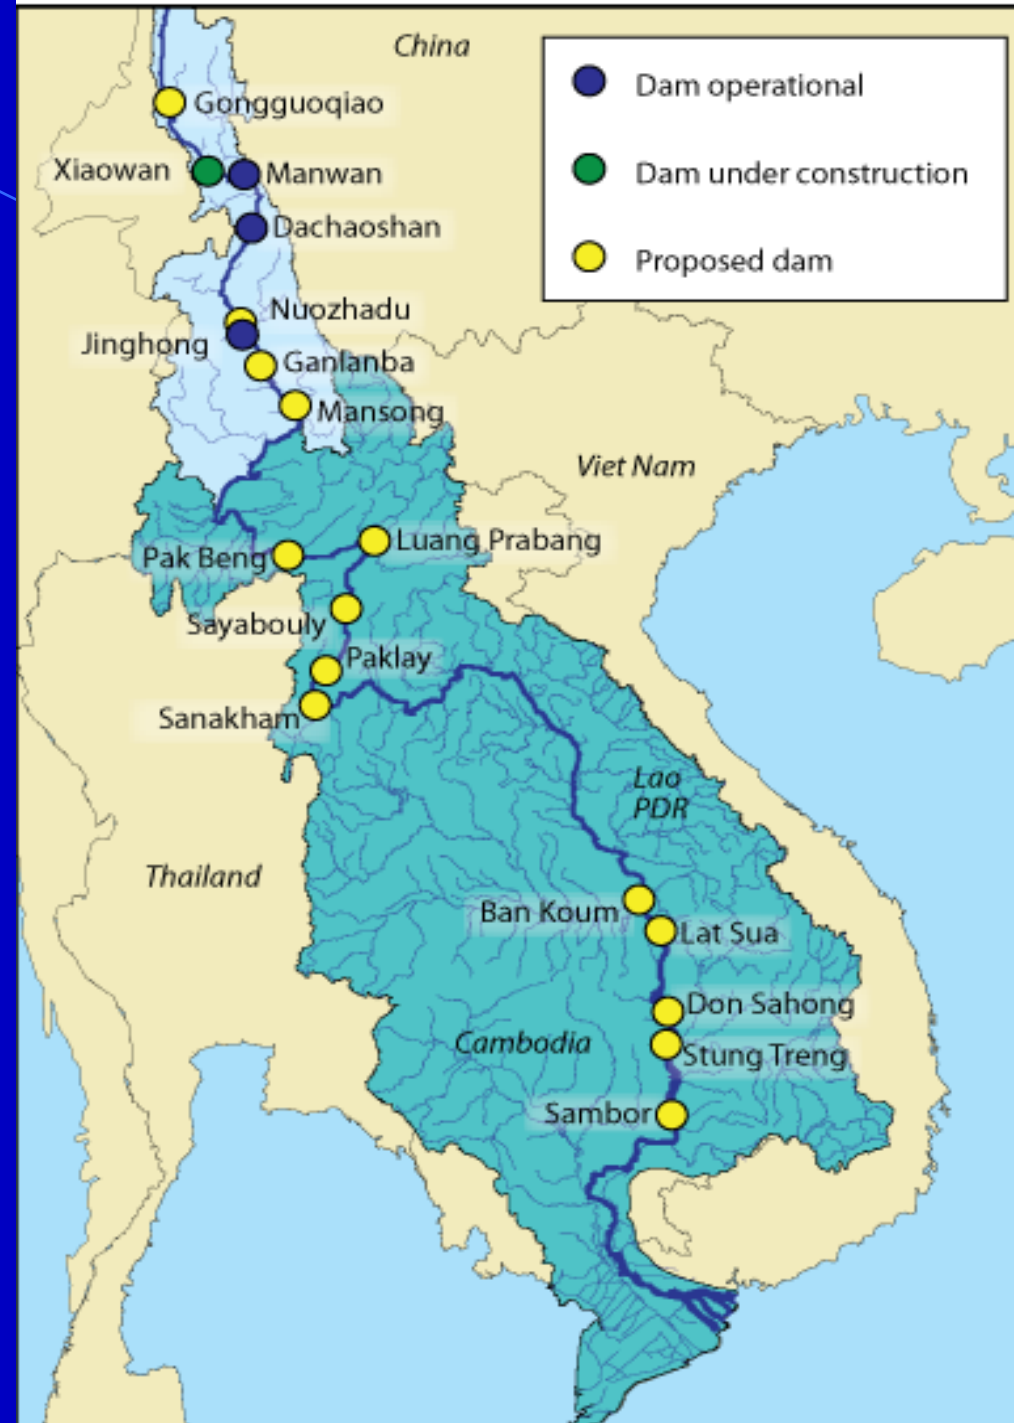 China
Dam operational
Dam under construction
Proposed dam
Gongguoqiao
Xiaowan
Manwan
Dachaoshan
Nuozhadu
Jinghong
Ganlanba
Mansong
Viet Nam
Luang Prabang
Pak Beng
Sayabouly
Paklay
Sanakham
Lao
PDR
Thailand
Ban Koum
Lat Sua
Don Sahong
Cambodia
Stung Treng
Sambor